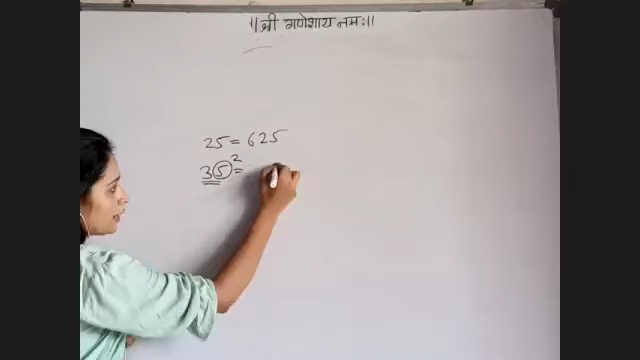 ॥श्री गणेशाय नमः॥
25 = 625
35² =